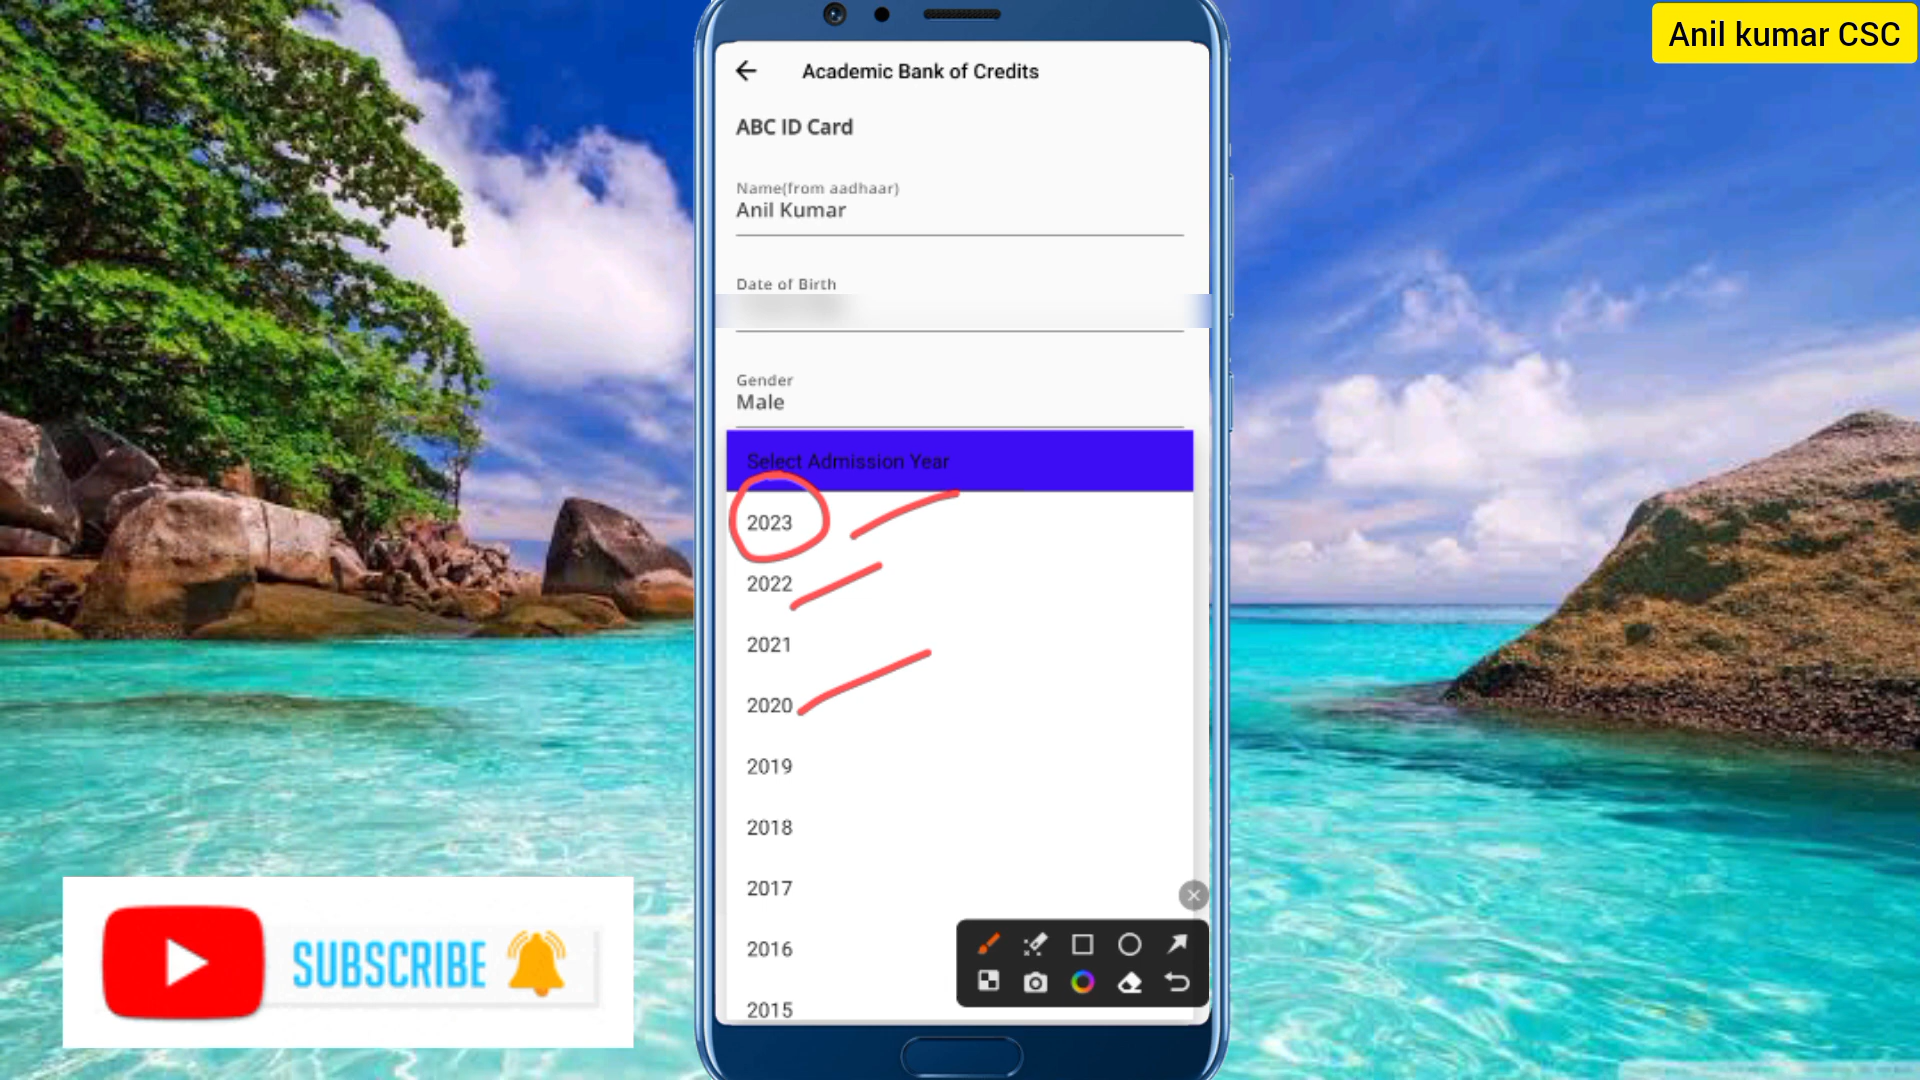 Anil kumar CSC
Academic Bank of Credits
ABC ID Card
Name(from aadhaar)
Anil Kumar
Date of Birth
Gender
Male
Select Admission Year
2023
2022
2021
2020
2019
2018
2017
2016
2015
SUBSCRIBE